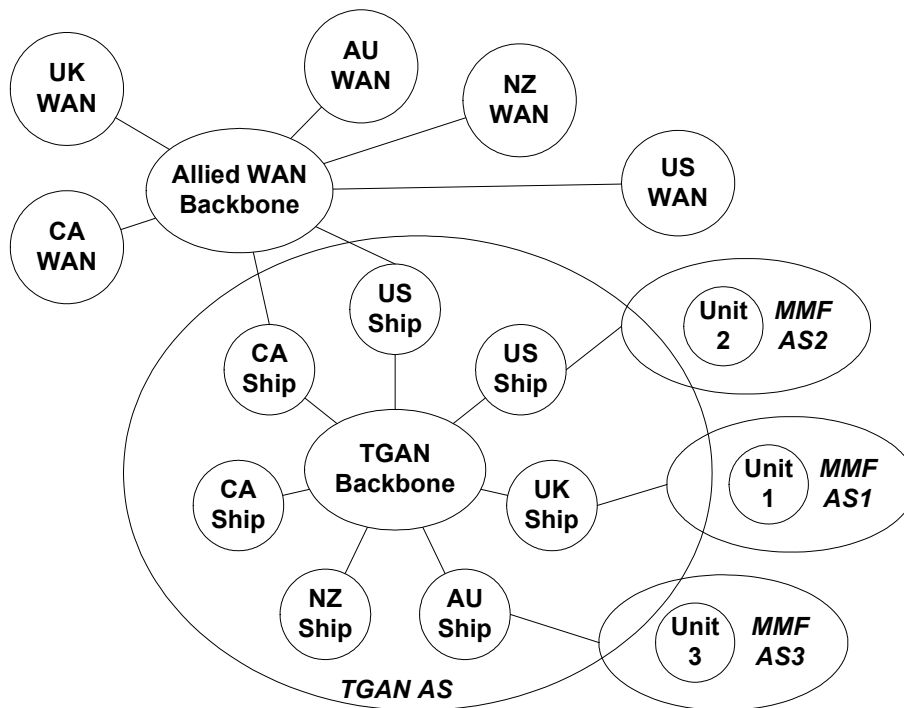 UK
WAN
AU
WAN
NZ
WAN
Allied WAN
Backbone
US
WAN
CA
WAN
US
Ship
CA
Ship
US
Ship
Unit
2
MMF
AS2
TGAN
Backbone
CA
Ship
UK
Ship
Unit
1
MMF
AS1
NZ
Ship
AU
Ship
Unit
3
MMF
AS3
TGAN AS